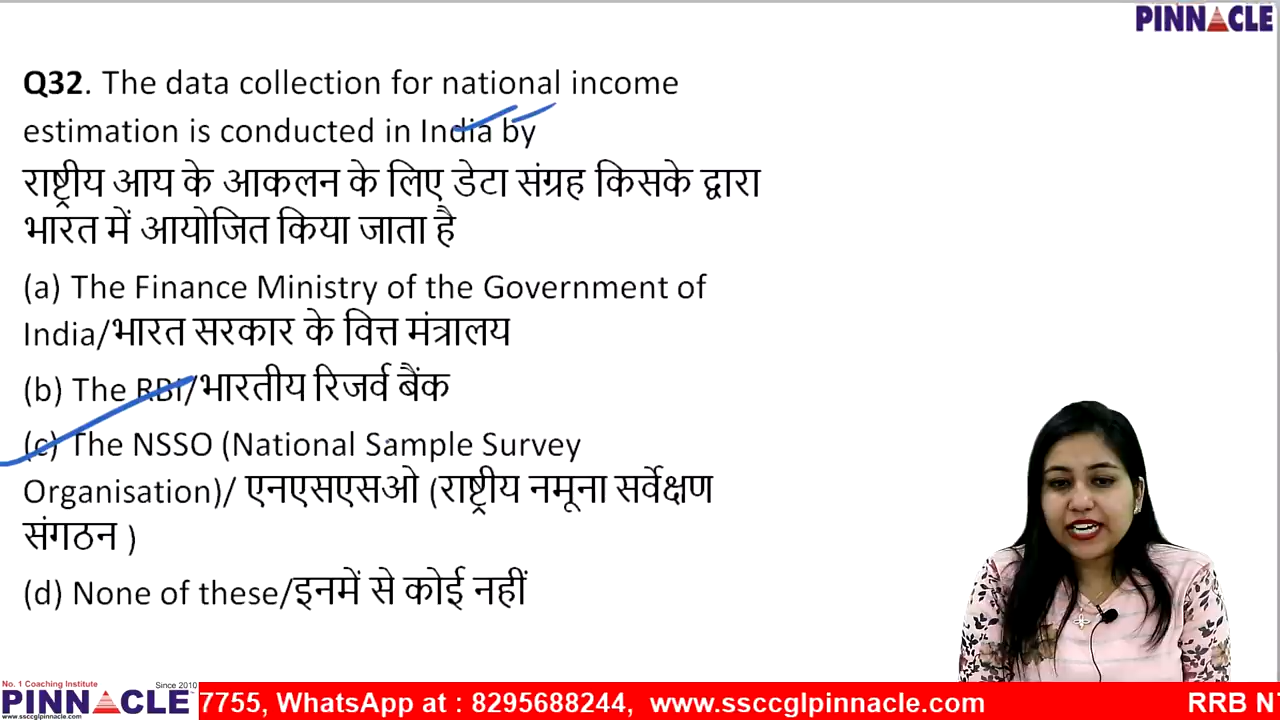 PINNACLE
Q32. The data collection for national income
estimation is conducted in India by
राष्ट्रीय आय के आकलन के लिए डेटा संग्रह किसके द्वारा
भारत में आयोजित किया जाता है
(a) The Finance Ministry of the Government of
India/भारत सरकार के वित्त मंत्रालय
(b) The RBI/भारतीय रिजर्व बैंक
(c) The NSSO (National Sample Survey
Organisation)/ एनएसएसओ (राष्ट्रीय नमूना सर्वेक्षण
संगठन )
(d) None of these/इनमें से कोई नहीं
No. 1 Coaching Institute Since 2010
PINNACLE
www.ssccglpinnacle.com
7755, WhatsApp at : 8295688244, www.ssccglpinnacle.com RRB N